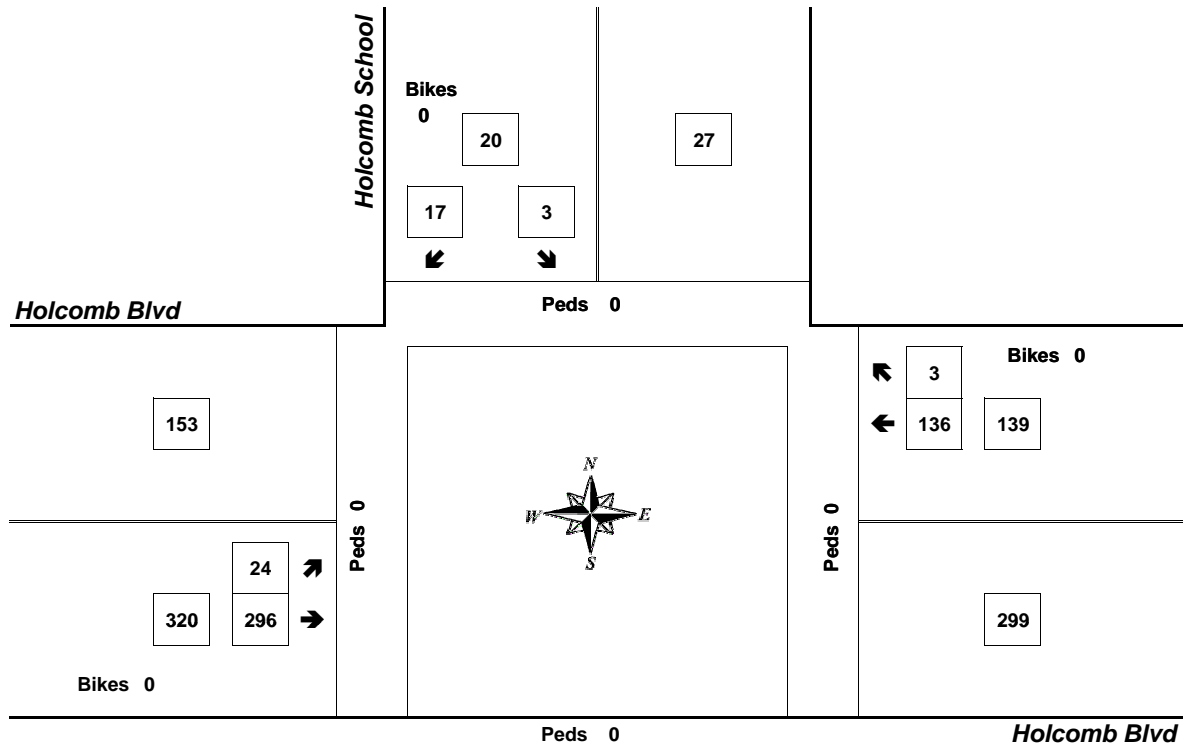 Holcomb School
Bikes
0
20
27
17
3
Peds 0
Holcomb Blvd
Bikes 0
3
153
136
139
N
W
E
S
Peds 0
Peds 0
24
320
296
299
Bikes 0
Peds 0
Holcomb Blvd